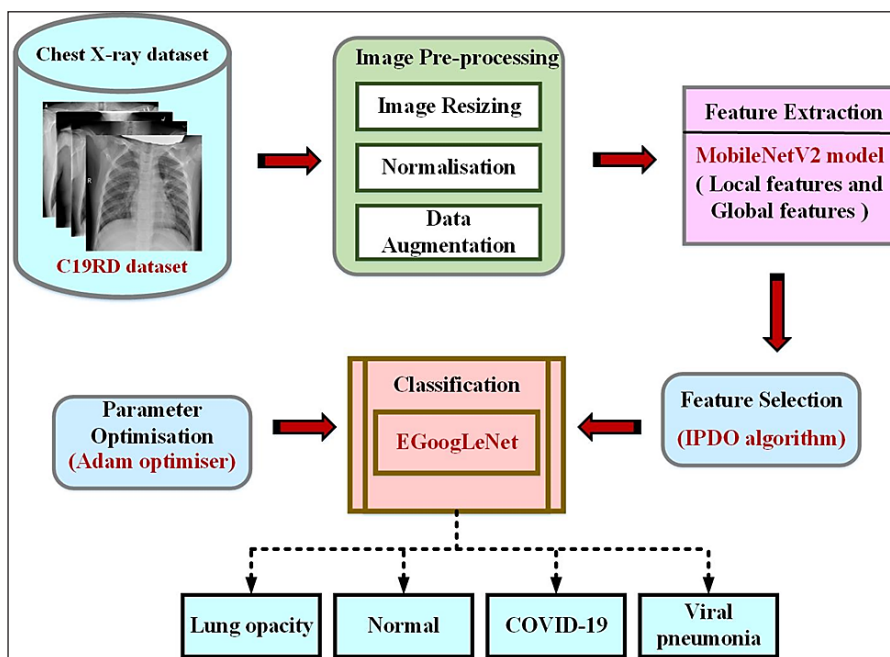 Chest X-ray dataset
R
C19RD dataset
Image Pre-processing
Image Resizing
Normalisation
Data
Augmentation
Feature Extraction
MobileNetV2 model
( Local features and
Global features )
Parameter
Optimisation
(Adam optimiser)
Classification
EGoogLeNet
Feature Selection
(IPDO algorithm)
Lung opacity
Normal
COVID-19
Viral
pneumonia